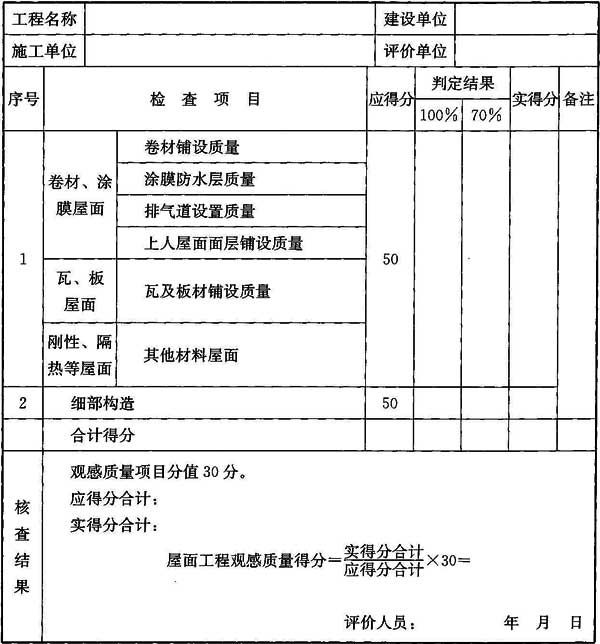 工程名称 建设单位
施工单位 评价单位
序号 检查项目 应得分 判定结果 实得分 备注
100% 70%
1 卷材、涂膜屋面 卷材铺设质量 50
涂膜防水层质量
排气道设置质量
上人屋面面层铺设质量
瓦、板屋面 瓦及板材铺设质量
刚性、隔热等屋面 其他材料屋面
2 细部构造 50
合计得分
核查结果
观感质量项目分值30分。
应得分合计：
实得分合计：
屋面工程观感质量得分=实得分合计/应得分合计×30=
评价人员： 年 月 日